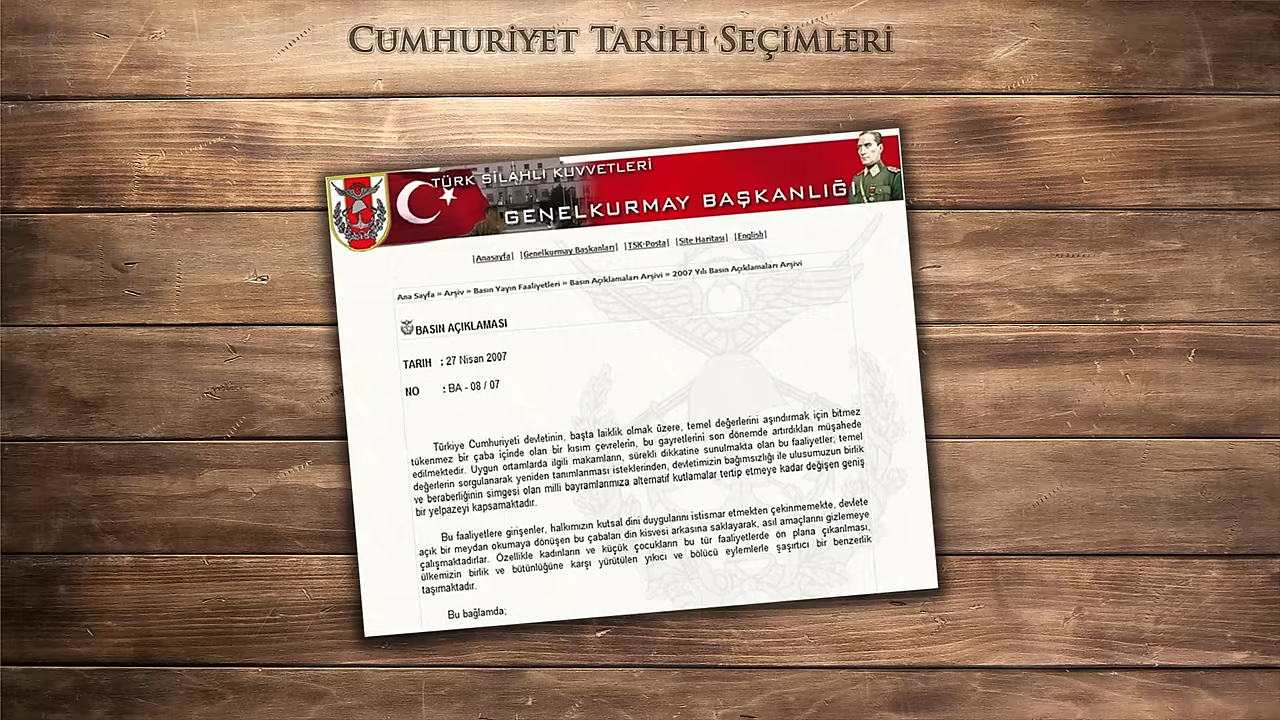 CUMHURİYET TARİHİ SEÇİMLERİ
TÜRK SİLAHLI KUVVETLERİ
GENELKURMAY BAŞKANLIĞI
|Anasayfa| |Genelkurmay Başkanları| |TSK-Posta| |Site Haritası| |English|
Ana Sayfa » Arşiv » Basın Yayın Faaliyetleri » Basın Açıklamaları Arşivi » 2007 Yılı Basın Açıklamaları Arşivi
BASIN AÇIKLAMASI
TARIH : 27 Nisan 2007
NO : BA - 08 / 07
Türkiye Cumhuriyeti devletinin, başta laiklik olmak üzere, temel değerlerini aşındırmak için bitmez
tükenmez bir çaba içinde olan bir kısım çevrelerin, bu gayretlerini son dönemde artırdıkları müşahede
edilmektedir. Uygun ortamlarda ilgili makamların, sürekli dikkatine sunulmakta olan bu faaliyetler; temel
değerlerin sorgulanarak yeniden tanımlanması isteklerinden, devletimizin bağımsızlığı ile ulusumuzun birlik
ve beraberliğinin simgesi olan milli bayramlarımıza alternatif kutlamalar tertip etmeye kadar değişen geniş
bir yelpazeyi kapsamaktadır.
Bu faaliyetlere girişenler, halkımızın kutsal dini duygularını istismar etmekten çekinmemekte, devlete
açık bir meydan okumaya dönüşen bu çabaları din kisvesi arkasına saklayarak, asıl amaçlarını gizlemeye
çalışmaktadırlar. Özellikle kadınların ve küçük çocukların bu tür faaliyetlerde ön plana çıkarılması,
ülkemizin birlik ve bütünlüğüne karşı yürütülen yıkıcı ve bölücü eylemlerle şaşırtıcı bir benzerlik
taşımaktadır.
Bu bağlamda;